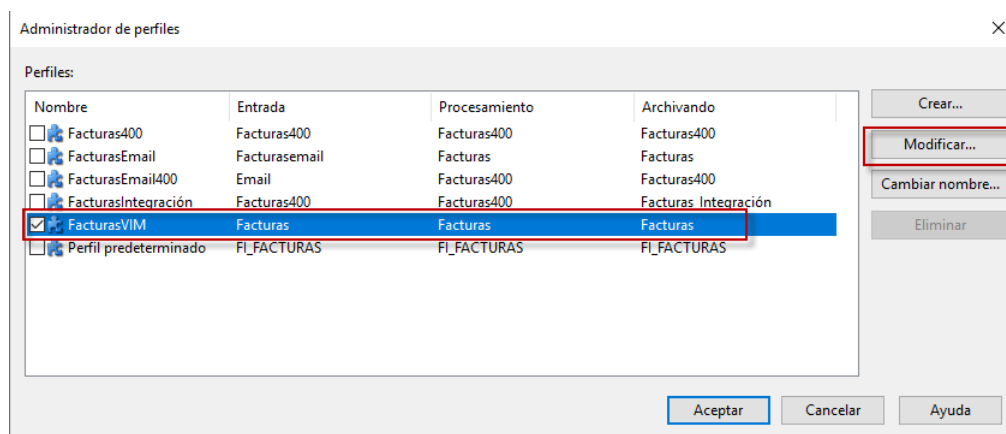 Administrador de perfiles
Perfiles:
Nombre Entrada Procesamiento Archivando
Facturas400 Facturas400 Facturas400 Facturas400
FacturasEmail Facturasemail Facturas Facturas
FacturasEmail400 Email Facturas400 Facturas400
FacturasIntegración Facturas400 Facturas400 Facturas Integración
FacturasVIM Facturas Facturas Facturas
Perfil predeterminado FI_FACTURAS FI_FACTURAS FI_FACTURAS
Crear...
Modificar...
Cambiar nombre...
Eliminar
Aceptar Cancelar Ayuda